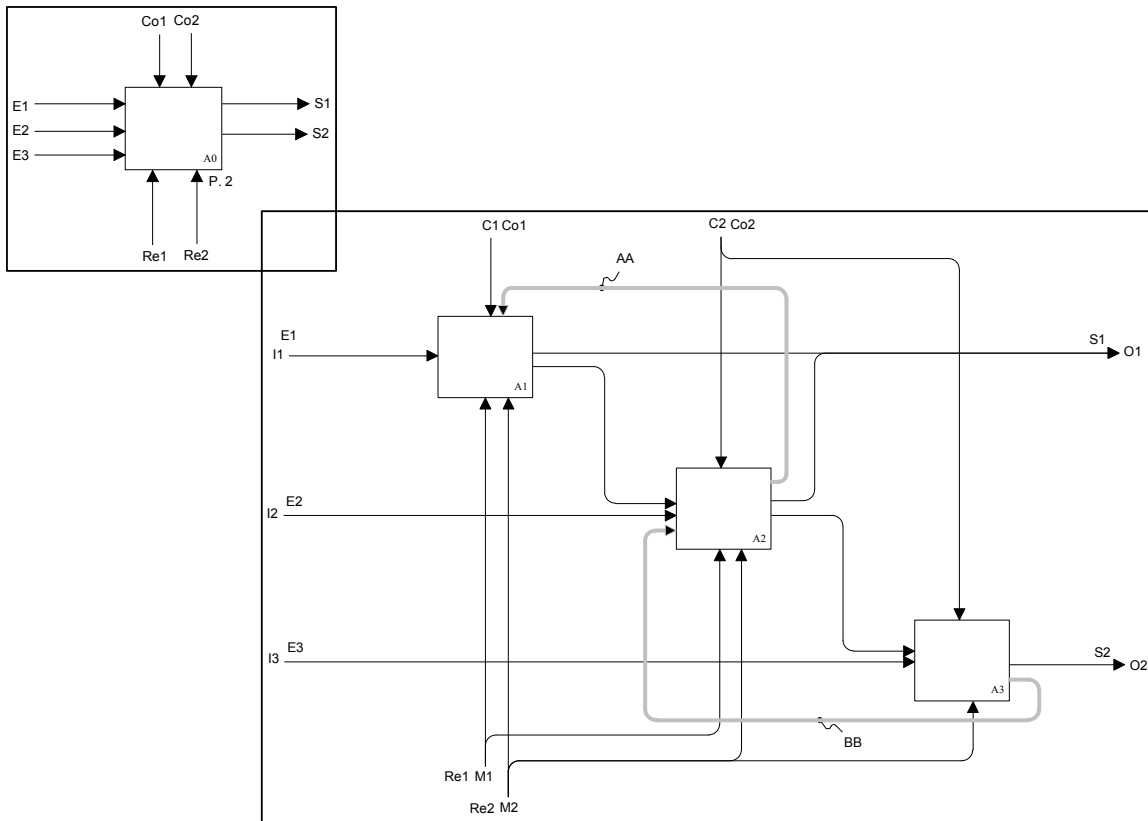 Co1 Co2
E1
S1
E2
S2
E3
A0
P. 2
Re1 Re2
C1 Co1
C2 Co2
AA
E1
I1
S1
O1
A1
E2
I2
A2
E3
I3
S2
O2
A3
BB
Re1 M1
Re2 M2